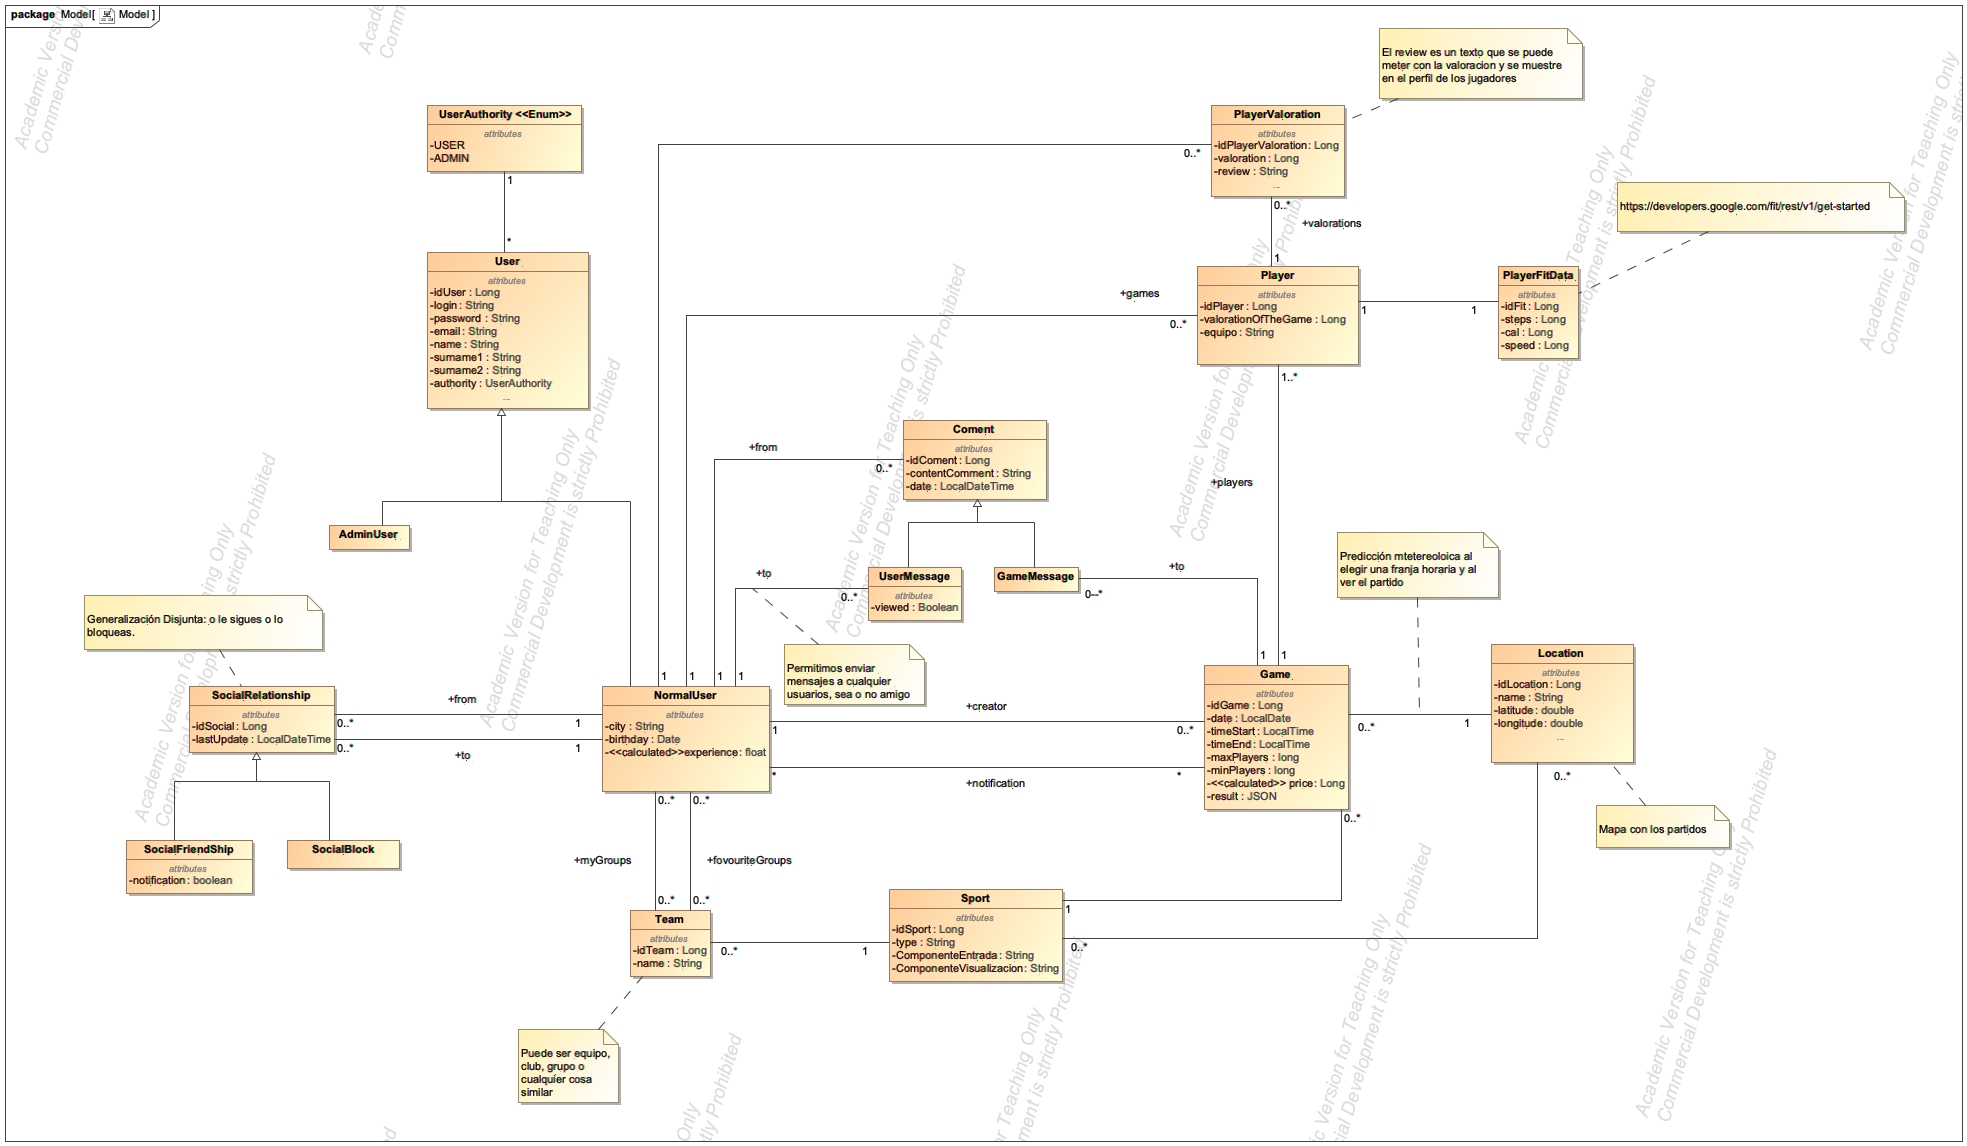 package Model[ Model ]
El review es un texto que se puede
meter con la valoracion y se muestre
en el perfil de los jugadores
UserAuthority <<Enum>>
attributes
-USER
-ADMIN
1
*
PlayerValoration
attributes
-idPlayerValoration : Long
-valoration : Long
-review : String
...
0..*
0..*
+valorations
1
https://developers.google.com/fit/rest/v1/get-started
User
attributes
-idUser : Long
-login : String
-password : String
-email : String
-name : String
-surname1 : String
-surname2 : String
-authority : UserAuthority
...
+games
0..*
Player
attributes
-idPlayer : Long
-valorationOfTheGame : Long
-equipo : String
1
1
PlayerFitData
attributes
-idFit : Long
-steps : Long
-cal : Long
-speed : Long
1..*
+players
+from
0..*
Coment
attributes
-idComent : Long
-contentComment : String
-date : LocalDateTime
AdminUser
+to
0..*
UserMessage
attributes
-viewed : Boolean
GameMessage
0--*
+to
Predicción mtetereoloica al
elegir una franja horaria y al
ver el partido
Generalización Disjunta: o le sigues o lo
bloqueas.
Permitimos enviar
mensajes a cualquier
usuarios, sea o no amigo
1
1
1
1
1
1
SocialRelationship
attributes
-idSocial : Long
-lastUpdate : LocalDateTime
+from
0..*
1
0..*
1
+to
NormalUser
attributes
-city : String
-birthday : Date
-<<calculated>>experience : float
+creator
1
0..*
*
*
+notification
Game
attributes
-idGame : Long
-date : LocalDate
-timeStart : LocalTime
-timeEnd : LocalTime
-maxPlayers : long
-minPlayers : long
-<<calculated>> price : Long
-result : JSON
0..*
1
Location
attributes
-idLocation : Long
-name : String
-latitude : double
-longitude : double
...
0..*
0..*
Mapa con los partidos
SocialFriendShip
attributes
-notification : boolean
SocialBlock
0..*
0..*
+myGroups
+fovouriteGroups
0..*
0..*
Team
attributes
-idTeam : Long
-name : String
0..*
1
Sport
attributes
-idSport : Long
-type : String
-ComponenteEntrada : String
-ComponenteVisualizacion : String
1
0..*
Puede ser equipo,
club, grupo o
cualquier cosa
similar
Academic Version for Teaching Only
Commercial Development is strictly Prohibited